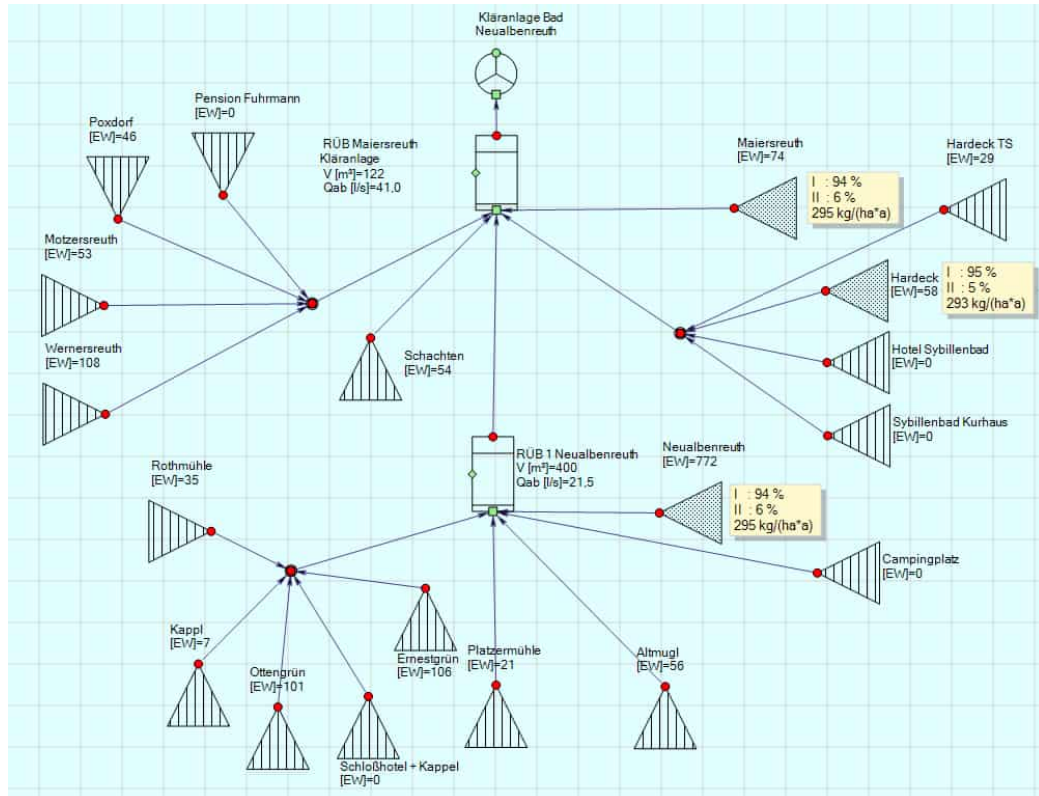 Kläranlage Bad
Neualbenreuth
Pension Fuhrmann
[EW]=0
Poxdorf
[EW]=46
RÜB Maiersreuth
Kläranlage
V [m³]=122
Qab [l/s]=41,0
Maiersreuth
[EW]=74
I : 94 %
II : 6 %
295 kg/(ha*a)
Hardeck TS
[EW]=29
Motzersreuth
[EW]=53
Hardeck
[EW]=58
I : 95 %
II : 5 %
293 kg/(ha*a)
Wernersreuth
[EW]=108
Schachten
[EW]=54
Hotel Sybillenbad
[EW]=0
Sybillenbad Kurhaus
[EW]=0
Rothmühle
[EW]=35
RÜB 1 Neualbenreuth
V [m³]=400
Qab [l/s]=21,5
Neualbenreuth
[EW]=772
I : 94 %
II : 6 %
295 kg/(ha*a)
Campingplatz
[EW]=0
Kappl
[EW]=7
Ottengrün
[EW]=101
Ernestgrün
[EW]=106
Platzermühle
[EW]=21
Altmugl
[EW]=56
Schloßhotel + Kappel
[EW]=0